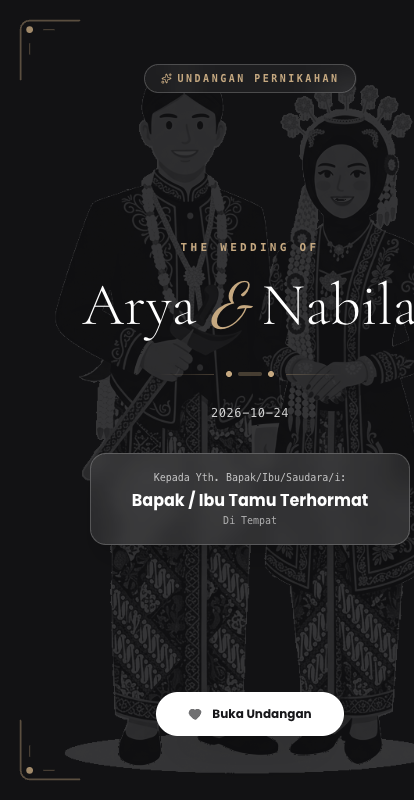 UNDANGAN PERNIKAHAN
THE WEDDING OF
Arya & Nabila
2026-10-24
Kepada Yth. Bapak/Ibu/Saudara/i:
Bapak / Ibu Tamu Terhormat
Di Tempat
Buka Undangan